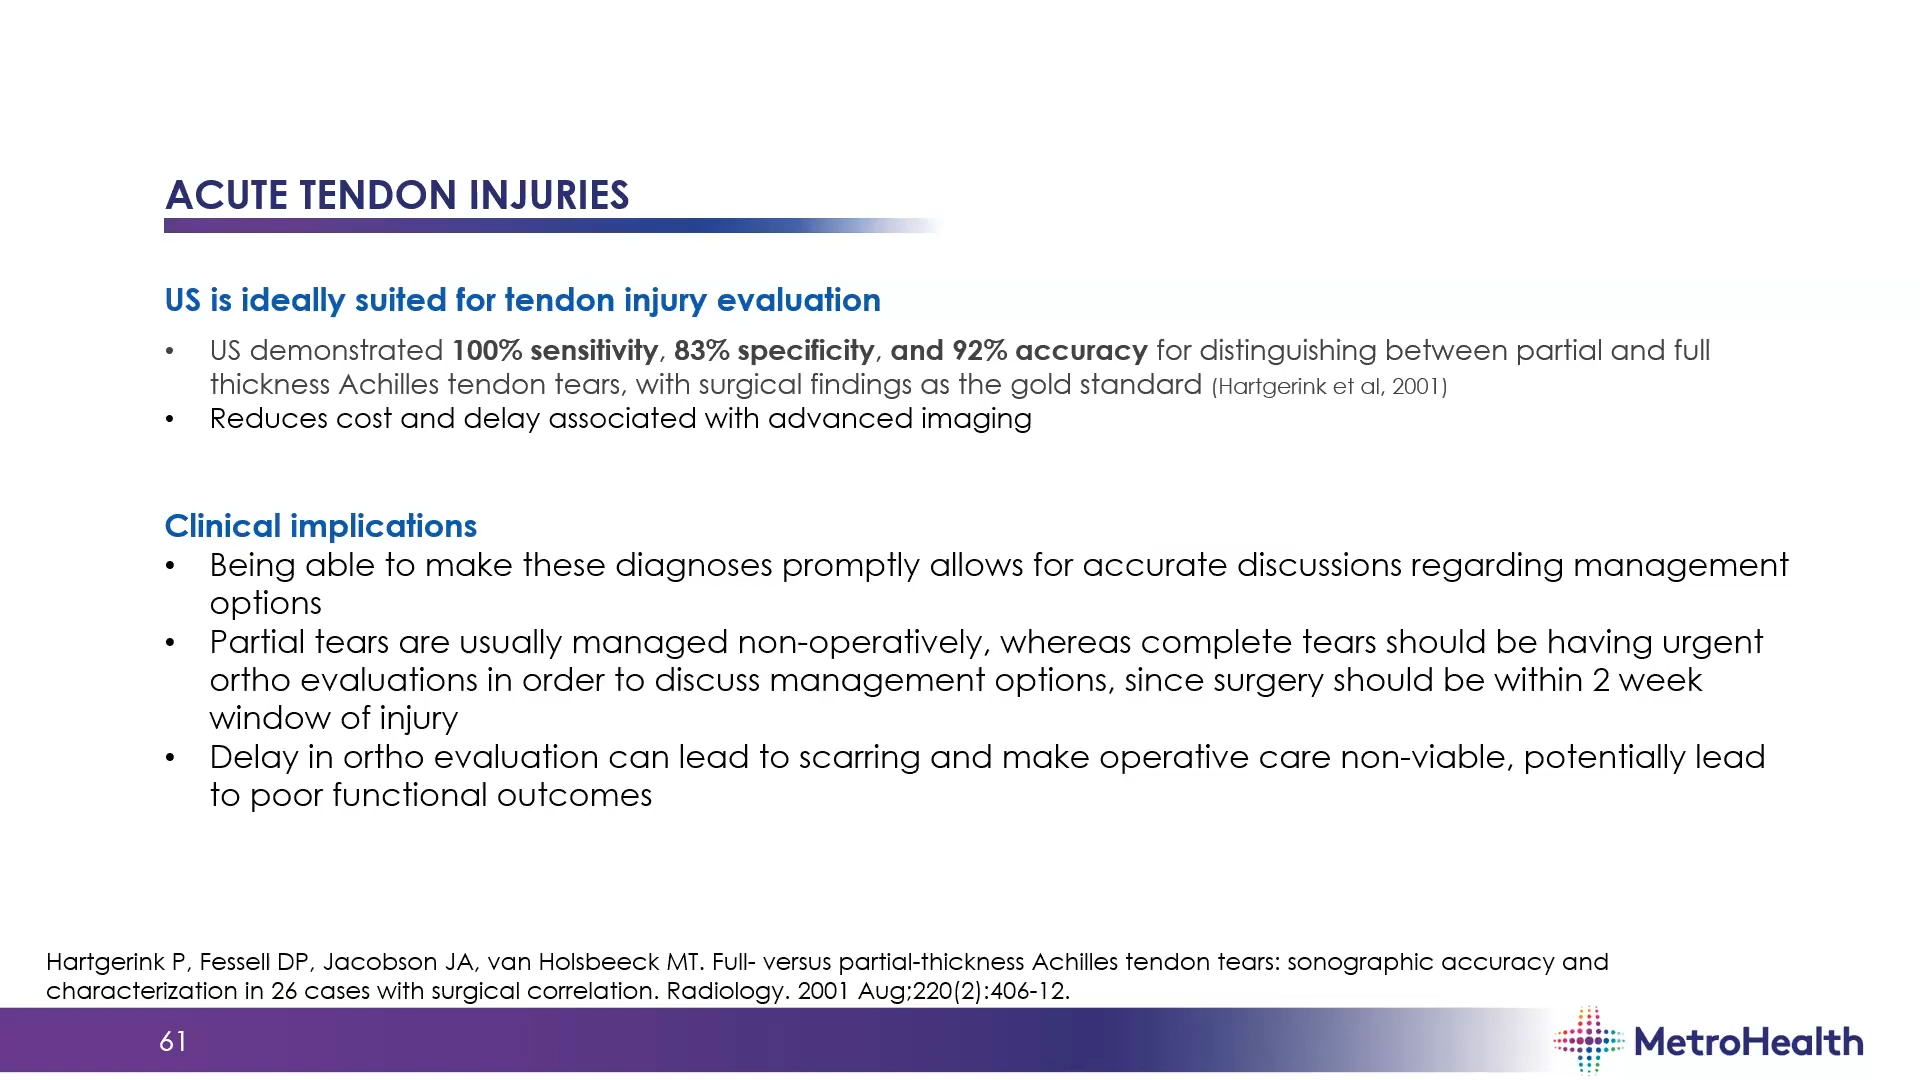 ACUTE TENDON INJURIES
US is ideally suited for tendon injury evaluation
• US demonstrated 100% sensitivity, 83% specificity, and 92% accuracy for distinguishing between partial and full
thickness Achilles tendon tears, with surgical findings as the gold standard (Hartgerink et al, 2001)
• Reduces cost and delay associated with advanced imaging
Clinical implications
• Being able to make these diagnoses promptly allows for accurate discussions regarding management
options
• Partial tears are usually managed non-operatively, whereas complete tears should be having urgent
ortho evaluations in order to discuss management options, since surgery should be within 2 week
window of injury
• Delay in ortho evaluation can lead to scarring and make operative care non-viable, potentially lead
to poor functional outcomes
Hartgerink P, Fessell DP, Jacobson JA, van Holsbeeck MT. Full- versus partial-thickness Achilles tendon tears: sonographic accuracy and
characterization in 26 cases with surgical correlation. Radiology. 2001 Aug;220(2):406-12.
61
MetroHealth